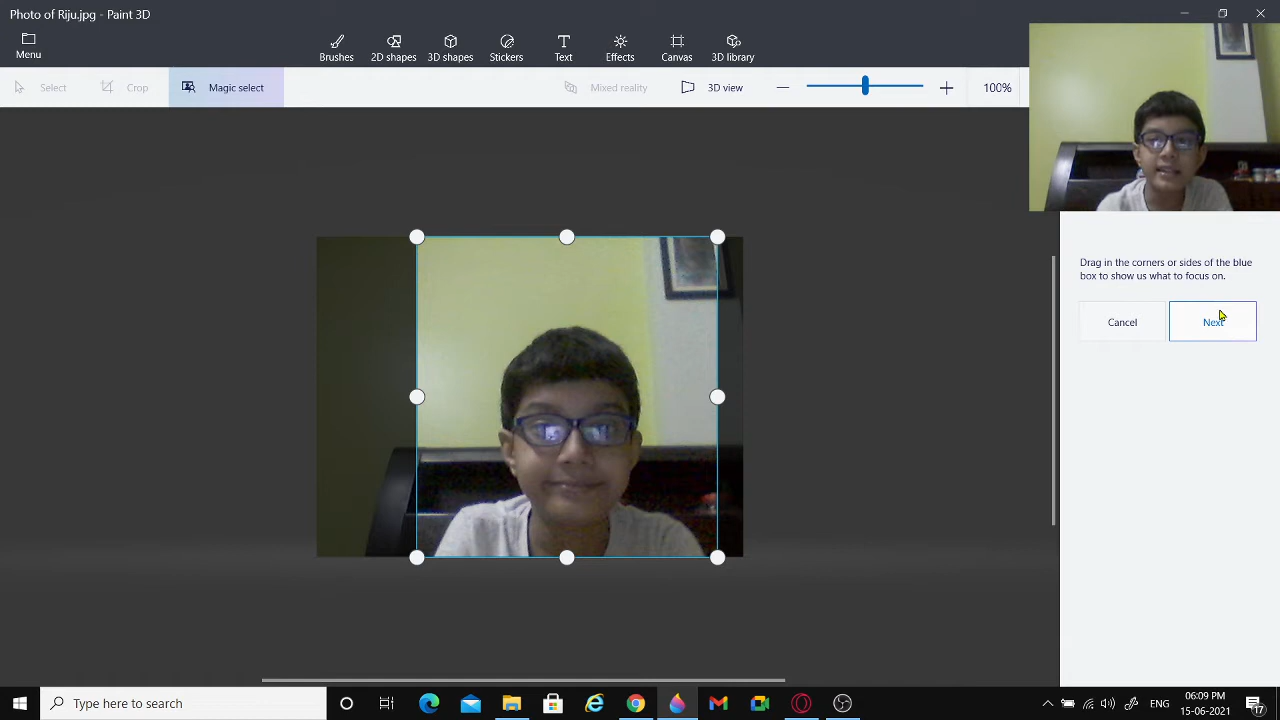 Photo of Riju.jpg - Paint 3D
Menu
Brushes
2D shapes
3D shapes
Stickers
Text
Effects
Canvas
3D library
Select
Crop
Magic select
Mixed reality
3D view
100%
Drag in the corners or sides of the blue
box to show us what to focus on.
Cancel
Next
Type here to search
ENG
06:09 PM
15-06-2021
17